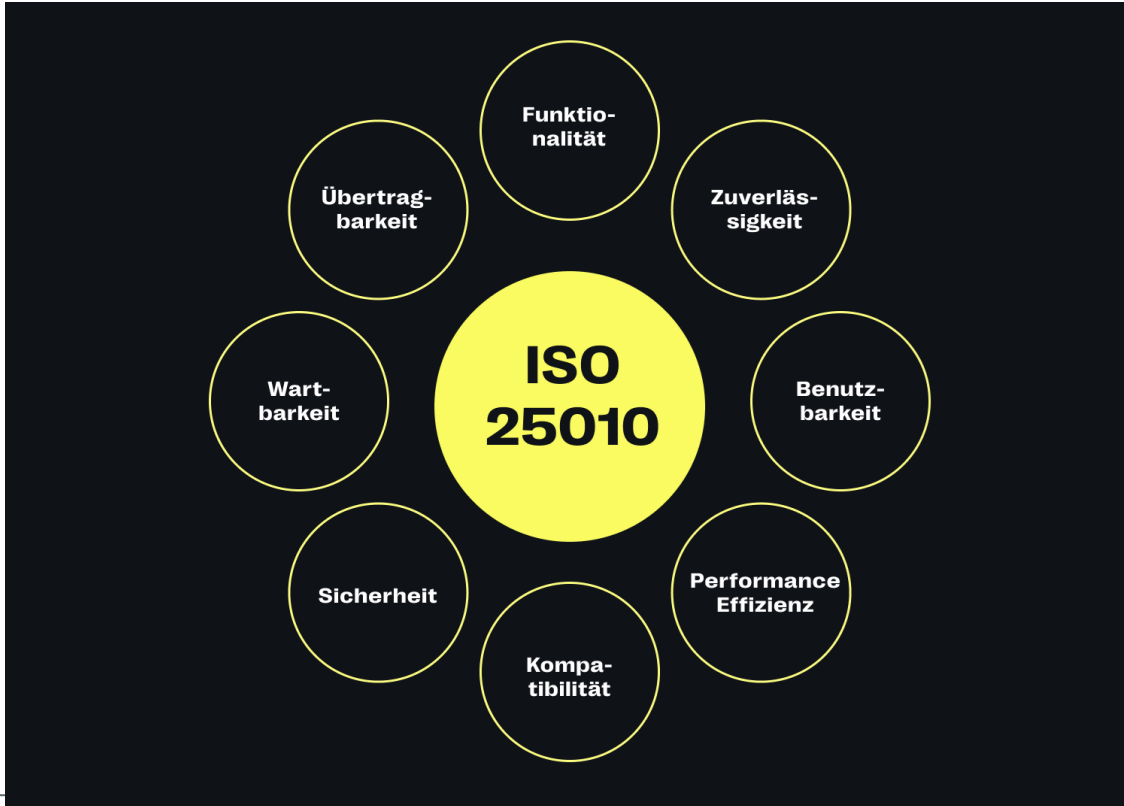 Funktio-
nalität
Zuverläs-
sigkeit
Benutz-
barkeit
Performance
Effizienz
Kompa-
tibilität
Sicherheit
Wart-
barkeit
Übertrag-
barkeit
ISO
25010